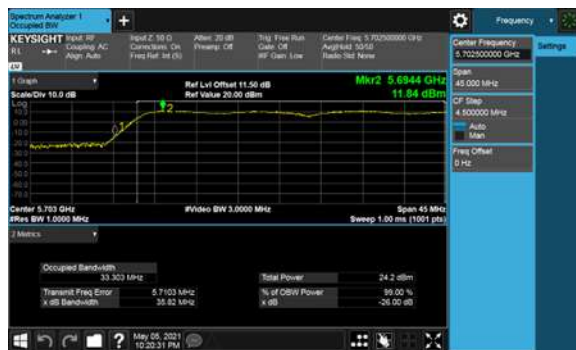 Spectrum Analyzer 1
Occupied BW
+
Frequency
KEYSIGHT Input: RF
RL
Coupling: AC
Align: Auto
Input Z: 50 Ω
Corrections: On
Freq Ref: Int (S)
Atten: 20 dB
Preamp: Off
Trig: Free Run
Gate: Off
#IF Gain: Low
Center Freq: 5.702500000 GHz
Avg|Hold: 50/50
Radio Std: None
Center Frequency
5.702500000 GHz
Settings
Span
45.000 MHz
CF Step
4.500000 MHz
Auto
Man
Freq Offset
0 Hz
1 Graph
Scale/Div 10.0 dB
Ref Lvl Offset 11.50 dB
Ref Value 20.00 dBm
Mkr2 5.6944 GHz
11.84 dBm
Log
10.0
0.00
1
2
Center 5.703 GHz
#Res BW 1.0000 MHz
#Video BW 3.0000 MHz
Span 45 MHz
Sweep 1.00 ms (1001 pts)
2 Metrics
Occupied Bandwidth
33.303 MHz
Total Power 24.2 dBm
Transmit Freq Error 5.7103 MHz
% of OBW Power 99.00 %
x dB Bandwidth 35.82 MHz
x dB -26.00 dB
?
May 05, 2021
10:20:31 PM